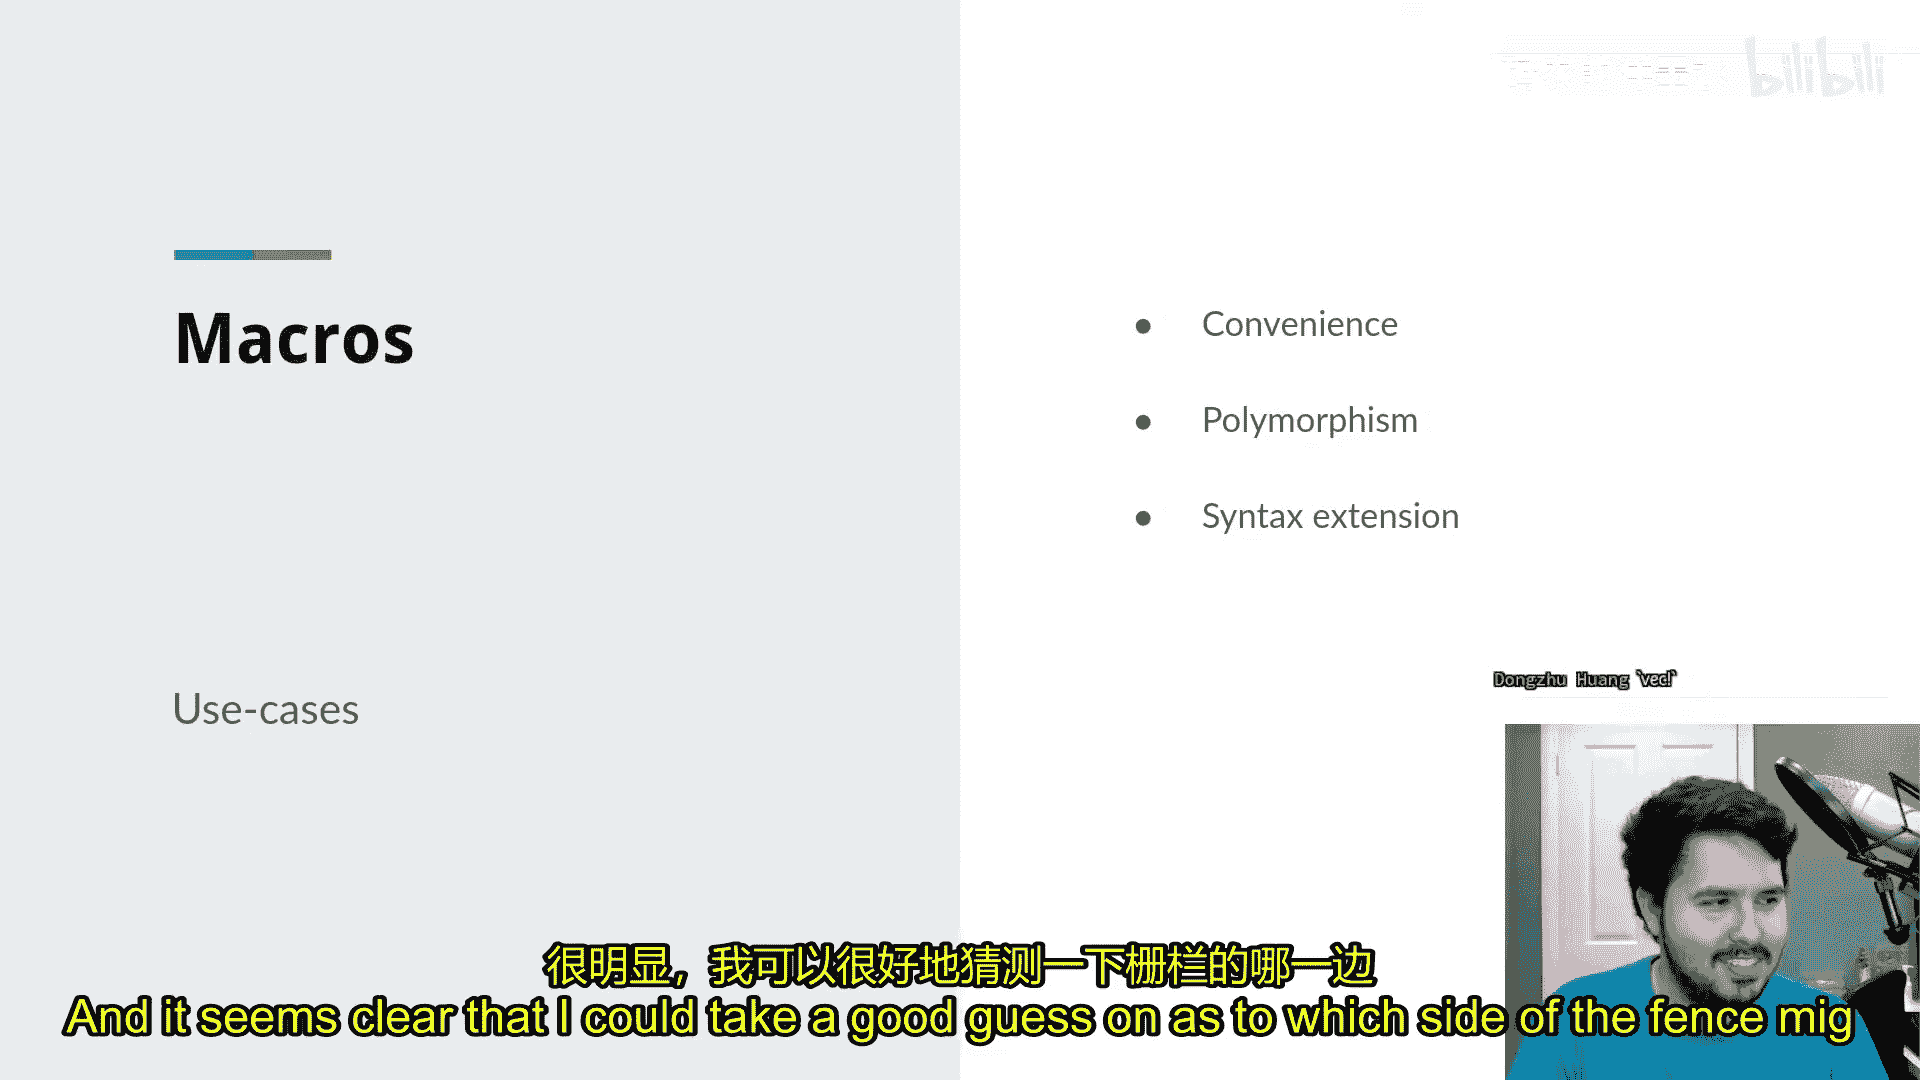 bilibili
Macros
Use-cases
● Convenience
● Polymorphism
● Syntax extension
Dongzhu Huang `vec!`
很明显，我可以很好地猜测一下栅栏的哪一边
And it seems clear that I could take a good guess on as to which side of the fence mig